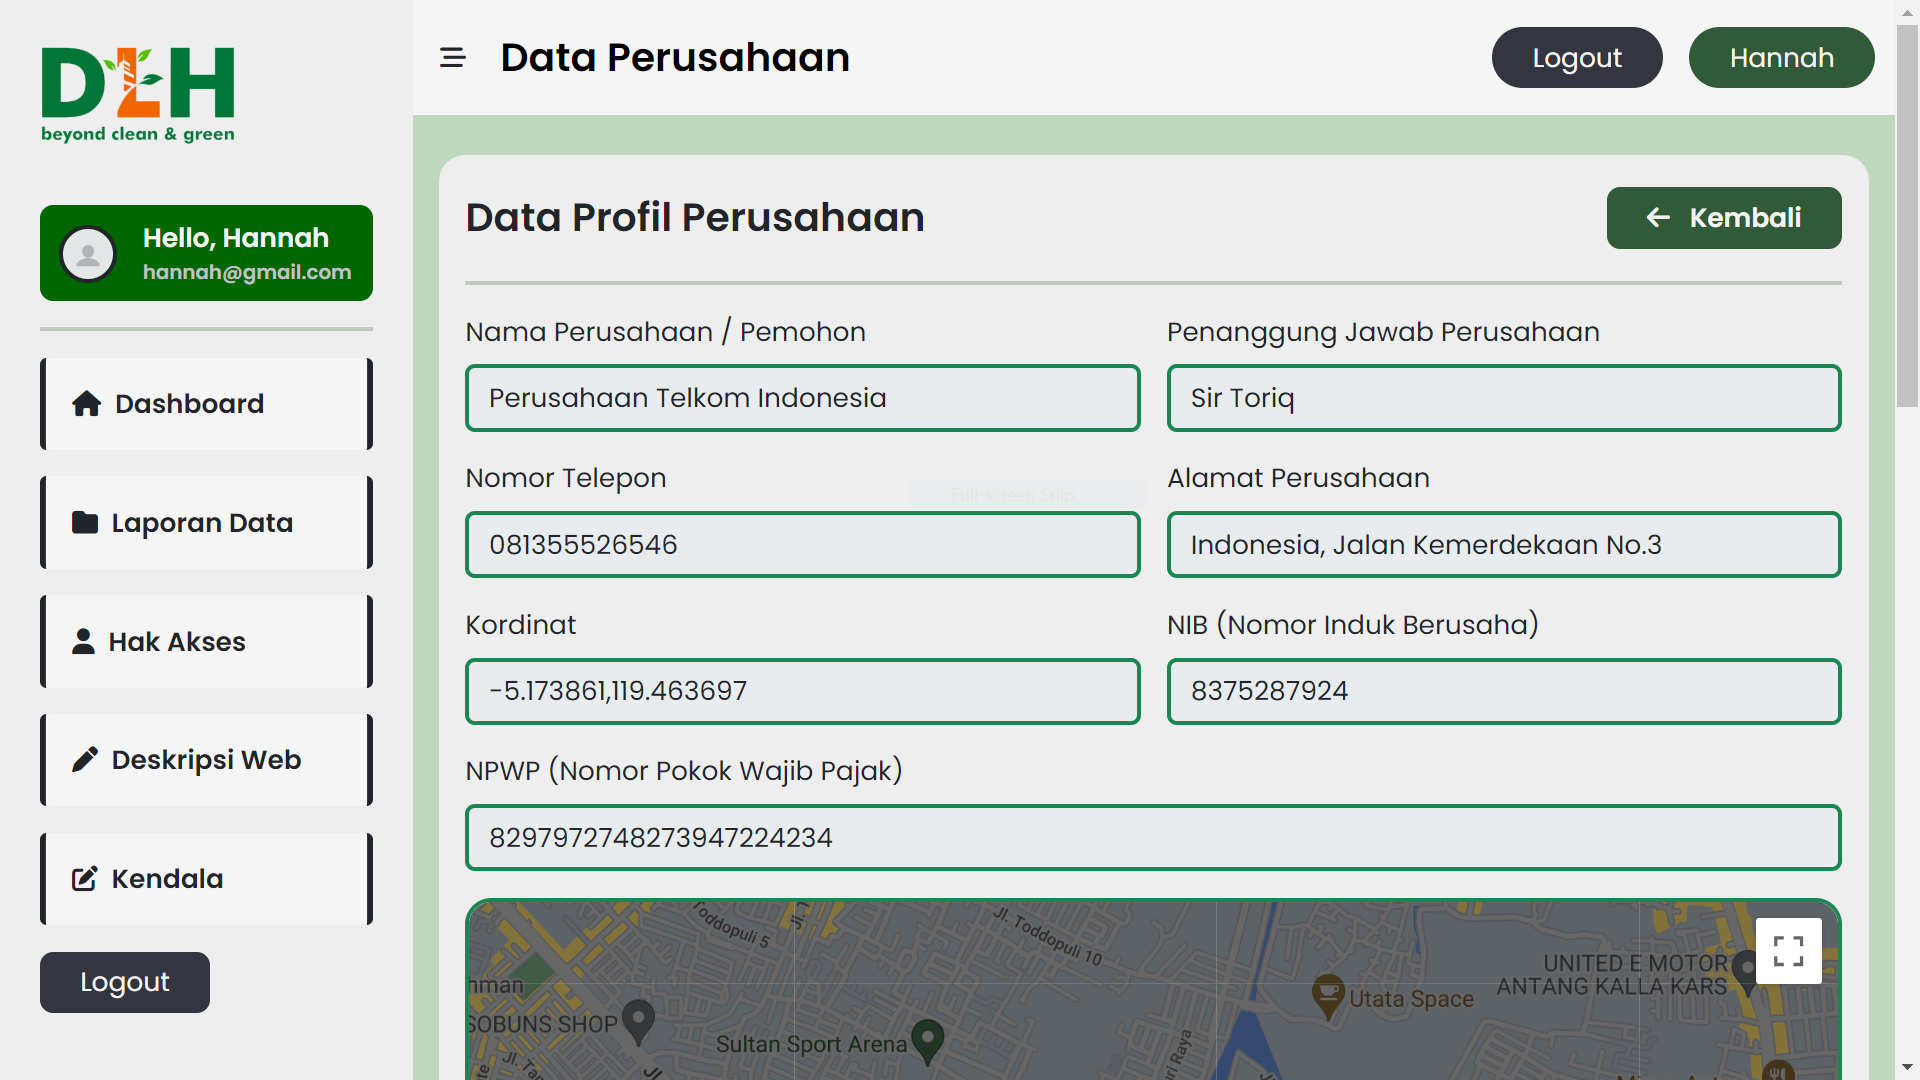 DLH
beyond clean & green
Data Perusahaan
Logout
Hannah
Hello, Hannah
hannah@gmail.com
Dashboard
Laporan Data
Hak Akses
Deskripsi Web
Kendala
Logout
Data Profil Perusahaan
Kembali
Nama Perusahaan / Pemohon
Penanggung Jawab Perusahaan
Perusahaan Telkom Indonesia
Sir Toriq
Nomor Telepon
Full-screen Snip
Alamat Perusahaan
081355526546
Indonesia, Jalan Kemerdekaan No.3
Kordinat
NIB (Nomor Induk Berusaha)
-5.173861,119.463697
8375287924
NPWP (Nomor Pokok Wajib Pajak)
8297972748273947224234
Toddopuli 5
Jl. Toddopuli 10
UNITED E MOTOR
ANTANG KALLA KARS
Utata Space
SOBUNS SHOP
Sultan Sport Arena